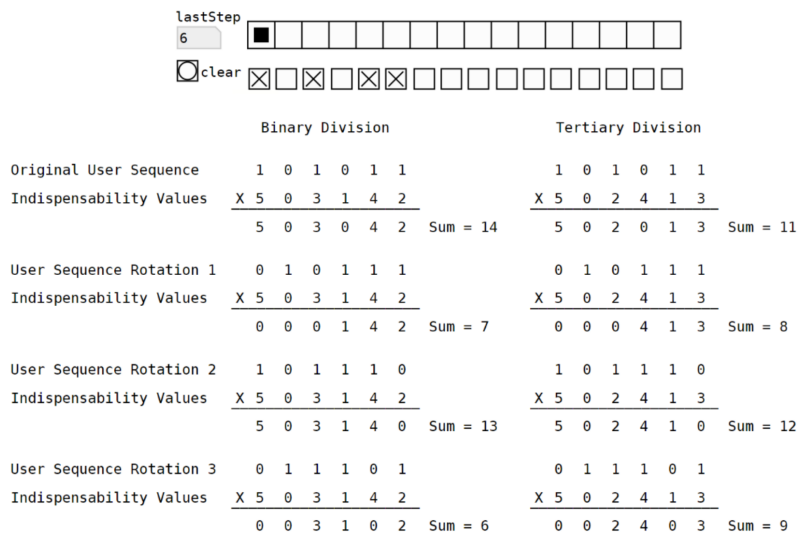 lastStep
6
clear
Binary Division Tertiary Division
Original User Sequence 1 0 1 0 1 1 1 0 1 0 1 1
Indispensability Values X 5 0 3 1 4 2 X 5 0 2 4 1 3
5 0 3 0 4 2 Sum = 14 5 0 2 0 1 3 Sum = 11
User Sequence Rotation 1 0 1 0 1 1 1 0 1 0 1 1 1
Indispensability Values X 5 0 3 1 4 2 X 5 0 2 4 1 3
0 0 0 1 4 2 Sum = 7 0 0 0 4 1 3 Sum = 8
User Sequence Rotation 2 1 0 1 1 1 0 1 0 1 1 1 0
Indispensability Values X 5 0 3 1 4 2 X 5 0 2 4 1 3
5 0 3 1 4 0 Sum = 13 5 0 2 4 1 0 Sum = 12
User Sequence Rotation 3 0 1 1 1 0 1 0 1 1 1 0 1
Indispensability Values X 5 0 3 1 4 2 X 5 0 2 4 1 3
0 0 3 1 0 2 Sum = 6 0 0 2 4 0 3 Sum = 9